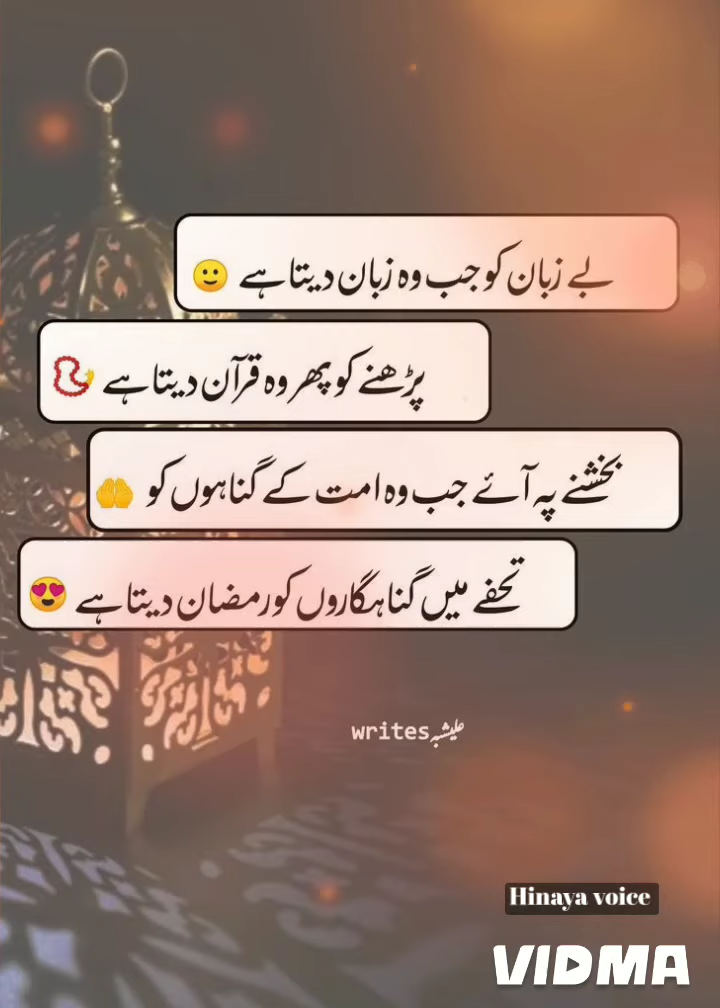 بے زبان کو جب وہ زبان دیتا ہے 🙂
پڑھنے کو پھر وہ قرآن دیتا ہے 📿
بخشنے پہ آئے جب وہ امت کے گناہوں کو 🤲
تحفے میں گناہگاروں کو رمضان دیتا ہے 😍
علیشبہ writes
Hinaya voice
VIDMA